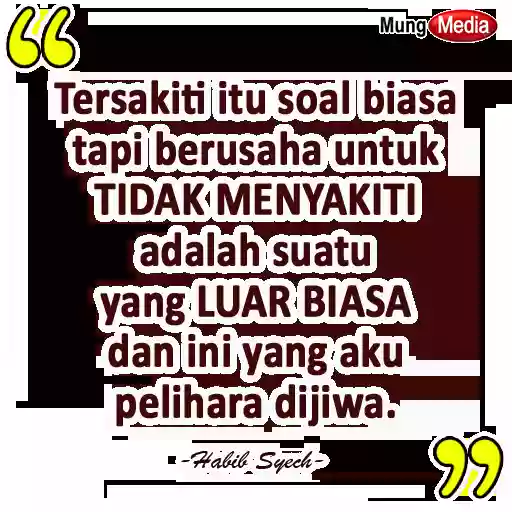 Mung Media
Tersakiti itu soal biasa
tapi berusaha untuk
TIDAK MENYAKITI
adalah suatu
yang LUAR BIASA
dan ini yang aku
pelihara dijiwa.
-Habib Syech-